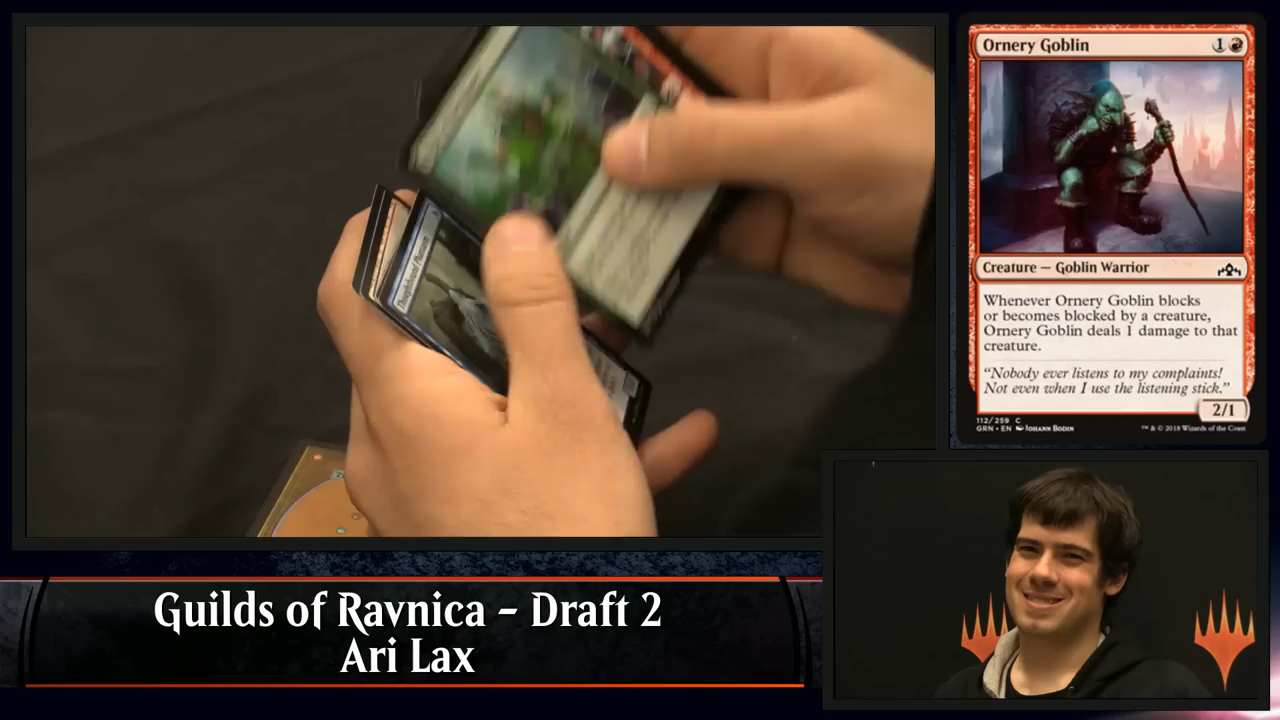 Ornery Goblin 1
Creature — Goblin Warrior
Whenever Ornery Goblin blocks
or becomes blocked by a creature,
Ornery Goblin deals 1 damage to that
creature.
“Nobody ever listens to my complaints!
Not even when I use the listening stick.”
2/1
112/259 C
GRN • EN Johann Bodin
™ & © 2018 Wizards of the Coast
Guilds of Ravnica – Draft 2
Ari Lax